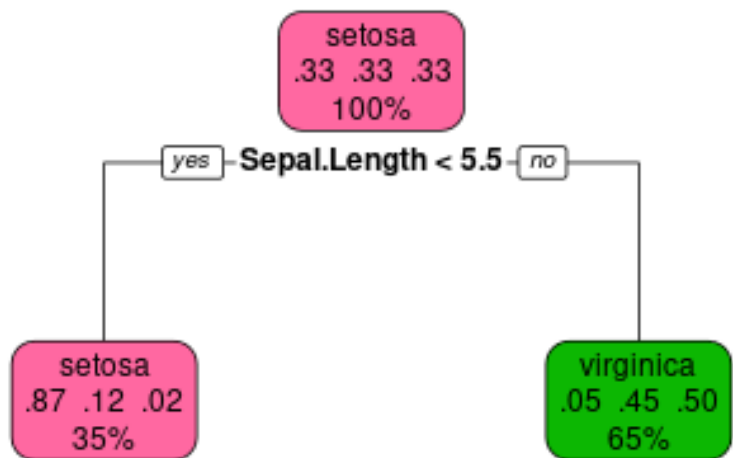 setosa
.33 .33 .33
100%
yes Sepal.Length < 5.5 no
setosa
.87 .12 .02
35%
virginica
.05 .45 .50
65%